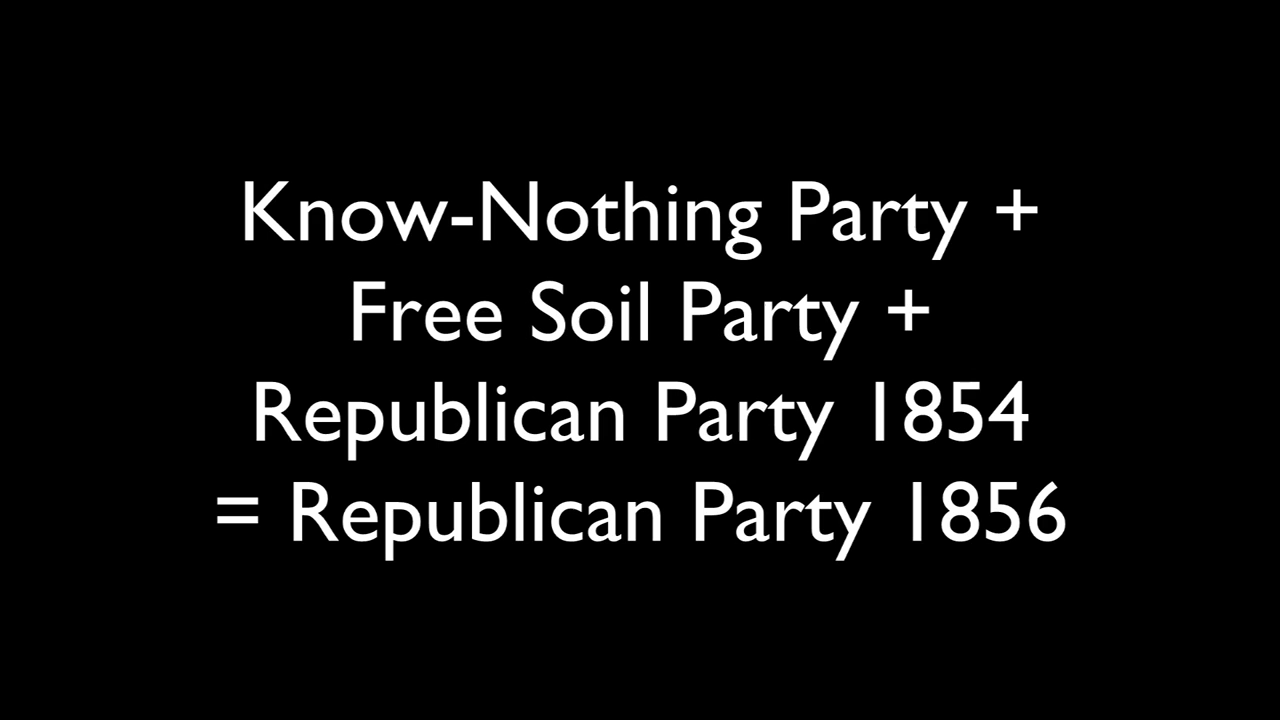 Know-Nothing Party +
Free Soil Party +
Republican Party 1854
= Republican Party 1856